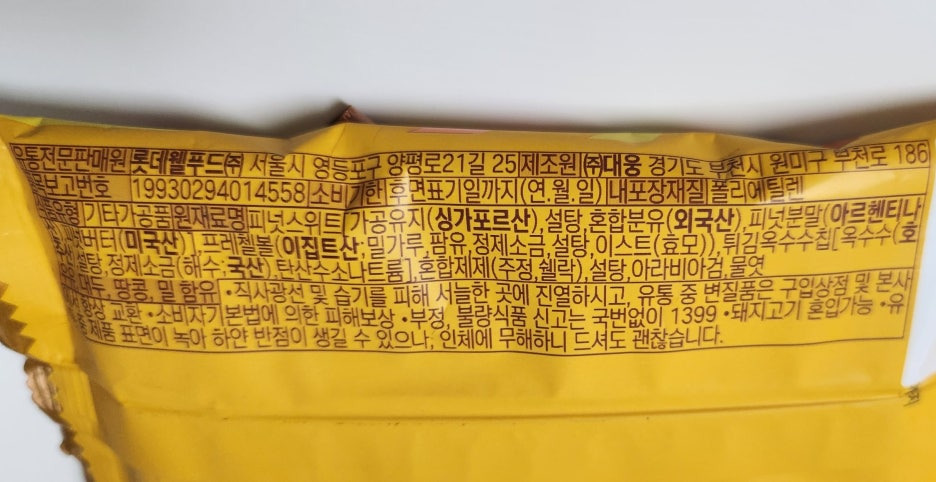 유통전문판매원 롯데웰푸드㈜ 서울시 영등포구 양평로21길 25 제조원 ㈜대웅 경기도 부천시 원미구 부천로 186
보고번호 19930294014558 소비기한 후면표기일까지(연.월.일) 내포장재질 폴리에틸렌
기타가공품 원재료명 피넛스위트[가공유지(싱가포르산), 설탕, 혼합분유(외국산), 피넛분말(아르헨티나
버터(미국산)], 프레첼볼(이집트산:밀가루, 팜유, 정제소금, 설탕, 이스트(효모)), 튀김옥수수칩[옥수수(호
설탕, 정제소금(해수, 국산), 탄산수소나트륨], 혼합제제(주정, 쉘락), 설탕, 아라비아검, 물엿
땅콩, 밀 함유 •직사광선 및 습기를 피해 서늘한 곳에 진열하시고, 유통 중 변질품은 구입상점 및 본사
교환 •소비자기본법에 의한 피해보상 •부정, 불량식품 신고는 국번없이 1399 •돼지고기 혼입가능 •유
제품 표면이 녹아 하얀 반점이 생길 수 있으나, 인체에 무해하니 드셔도 괜찮습니다.